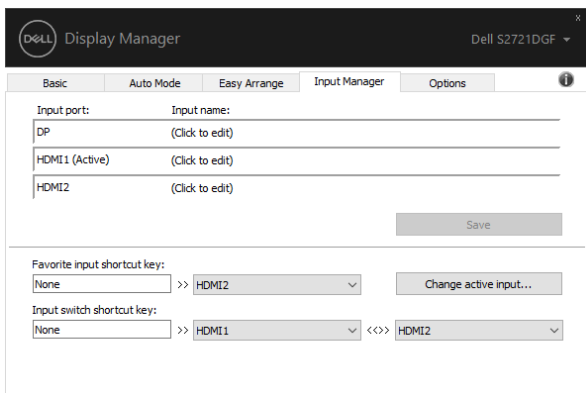 x
DELL Display Manager Dell S2721DGF
Basic Auto Mode Easy Arrange Input Manager Options i
Input port: Input name:
DP (Click to edit)
HDMI1 (Active) (Click to edit)
HDMI2 (Click to edit)
Save
Favorite input shortcut key:
None >> HDMI2 Change active input...
Input switch shortcut key:
None >> HDMI1 <<>> HDMI2